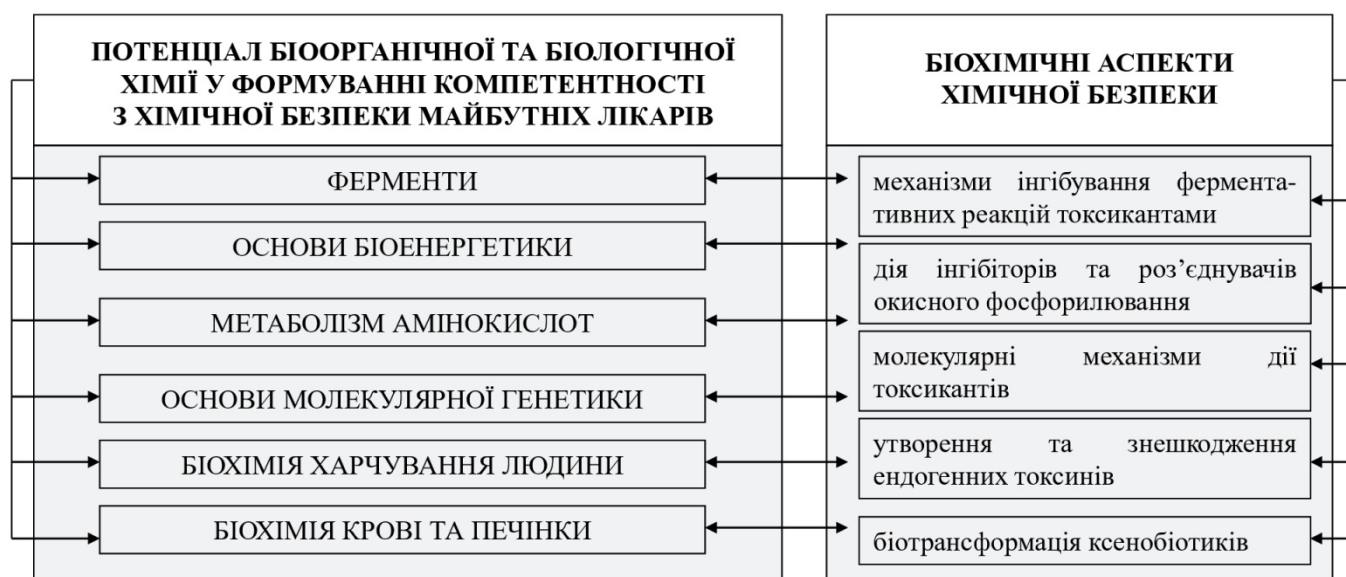 ПОТЕНЦІАЛ БІООРГАНІЧНОЇ ТА БІОЛОГІЧНОЇ
ХІМІЇ У ФОРМУВАННІ КОМПЕТЕНТНОСТІ
З ХІМІЧНОЇ БЕЗПЕКИ МАЙБУТНІХ ЛІКАРІВ
ФЕРМЕНТИ
ОСНОВИ БІОЕНЕРГЕТИКИ
МЕТАБОЛІЗМ АМІНОКИСЛОТ
ОСНОВИ МОЛЕКУЛЯРНОЇ ГЕНЕТИКИ
БІОХІМІЯ ХАРЧУВАННЯ ЛЮДИНИ
БІОХІМІЯ КРОВІ ТА ПЕЧІНКИ
БІОХІМІЧНІ АСПЕКТИ
ХІМІЧНОЇ БЕЗПЕКИ
механізми інгібування фермента-
тивних реакцій токсикантами
дія інгібіторів та роз’єднувачів
окисного фосфорилювання
молекулярні механізми дії
токсикантів
утворення та знешкодження
ендогенних токсинів
біотрансформація ксенобіотиків